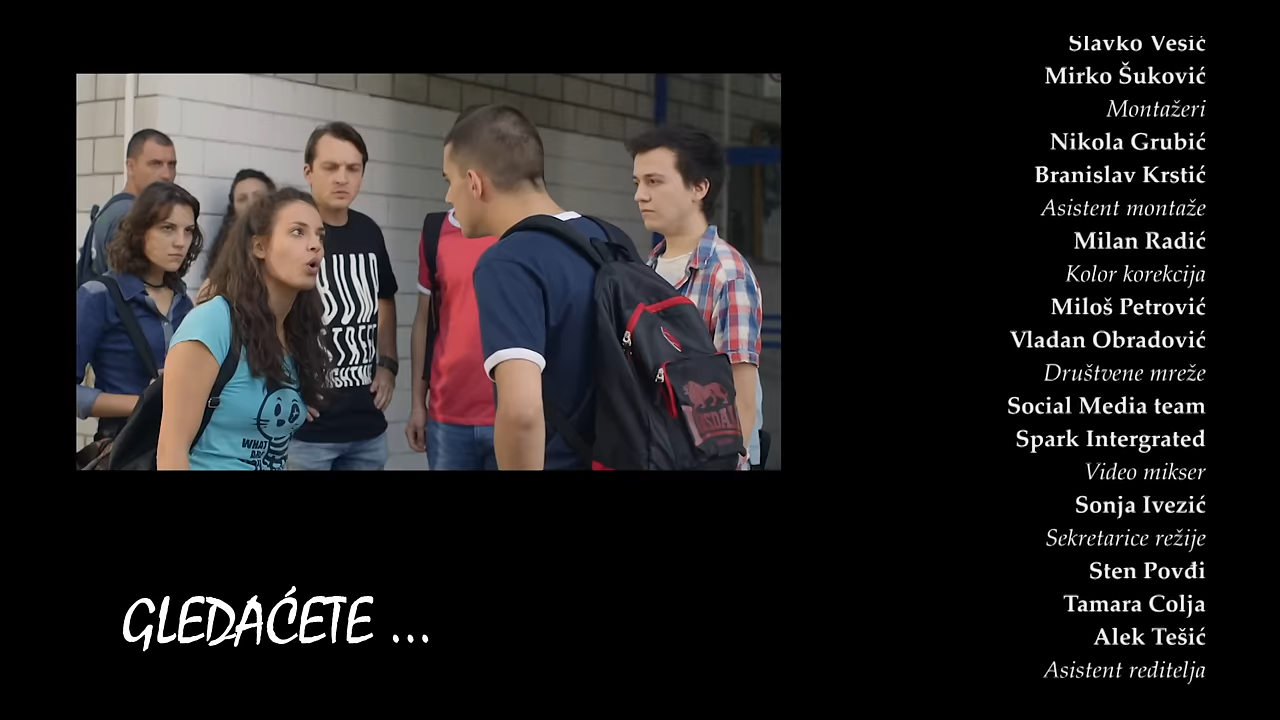 Slavko Vesić
Mirko Šuković
Montažeri
Nikola Grubić
Branislav Krstić
Asistent montaže
Milan Radić
Kolor korekcija
Miloš Petrović
Vladan Obradović
Društvene mreže
Social Media team
Spark Intergrated
Video mikser
Sonja Ivezić
Sekretarice režije
Sten Povđi
Tamara Colja
Alek Tešić
Asistent reditelja
STREET
WHAT
GLEDAĆETE ...